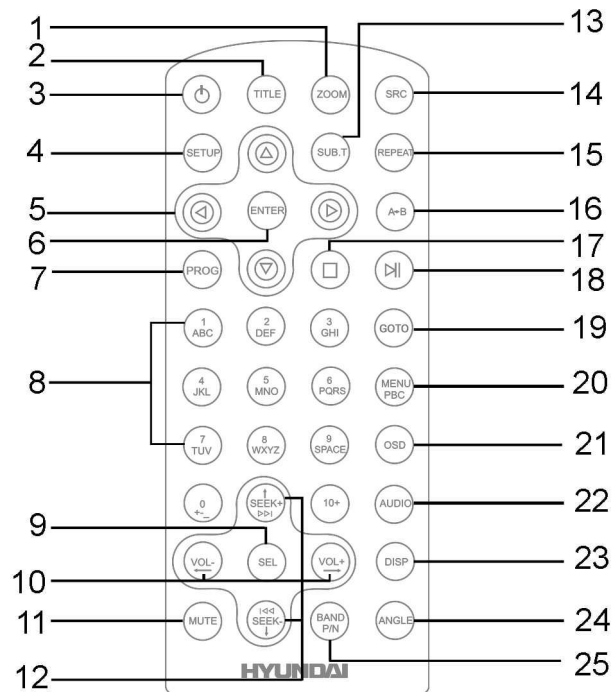 1
2
3
4
5
6
7
8
9
10
11
12
13
14
15
16
17
18
19
20
21
22
23
24
25
TITLE
ZOOM
SRC
SETUP
SUB.T
REPEAT
ENTER
A↔B
PROG
1
ABC
2
DEF
3
GHI
GOTO
4
JKL
5
MNO
6
PQRS
MENU
PBC
7
TUV
8
WXYZ
9
SPACE
OSD
0
+-_
SEEK+
10+
AUDIO
VOL-
SEL
VOL+
DISP
MUTE
SEEK-
BAND
P/N
ANGLE
HYUNDAI